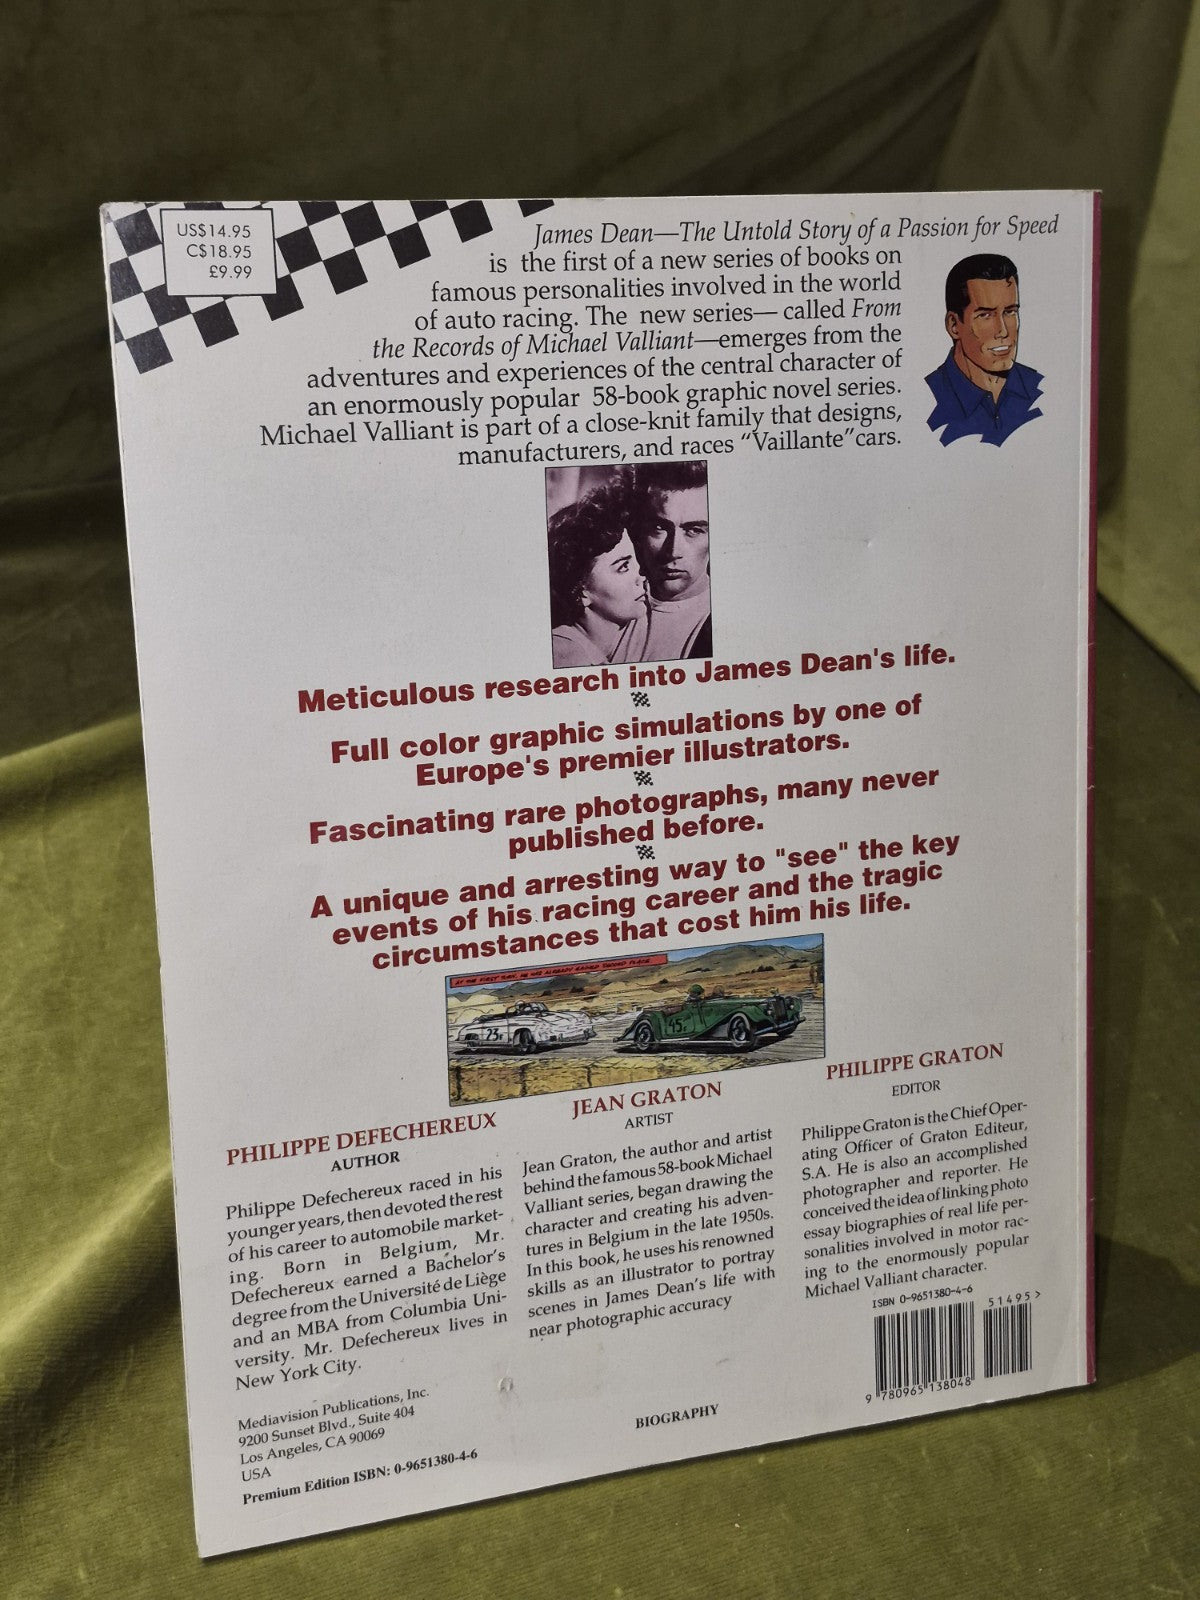 US$14.95
C$18.95
£9.99
James Dean—The Untold Story of a Passion for Speed
is the first of a new series of books on
famous personalities involved in the world
of auto racing. The new series— called From
the Records of Michael Valliant—emerges from the
adventures and experiences of the central character of
an enormously popular 58-book graphic novel series.
Michael Valliant is part of a close-knit family that designs,
manufacturers, and races “Vaillante”cars.
Meticulous research into James Dean's life.
Full color graphic simulations by one of
Europe's premier illustrators.
Fascinating rare photographs, many never
published before.
A unique and arresting way to "see" the key
events of his racing career and the tragic
circumstances that cost him his life.
AT THE FIRST TURN, HE HAD ALREADY GAINED SECOND PLACE
23F
45F
PHILIPPE DEFECHEREUX
AUTHOR
Philippe Defechereux raced in his
younger years, then devoted the rest
of his career to automobile market-
ing. Born in Belgium, Mr.
Defechereux earned a Bachelor's
degree from the Université de Liège
and an MBA from Columbia Uni-
versity. Mr. Defechereux lives in
New York City.
JEAN GRATON
ARTIST
Jean Graton, the author and artist
behind the famous 58-book Michael
Valliant series, began drawing the
character and creating his adven-
tures in Belgium in the late 1950s.
In this book, he uses his renowned
skills as an illustrator to portray
scenes in James Dean's life with
near photographic accuracy
PHILIPPE GRATON
EDITOR
Philippe Graton is the Chief Oper-
ating Officer of Graton Editeur,
S.A. He is also an accomplished
photographer and reporter. He
conceived the idea of linking photo
essay biographies of real life per-
sonalities involved in motor rac-
ing to the enormously popular
Michael Valliant character.
ISBN 0-9651380-4-6
51495>
9 780965 138048
Mediavision Publications, Inc.
9200 Sunset Blvd., Suite 404
Los Angeles, CA 90069
USA
Premium Edition ISBN: 0-9651380-4-6
BIOGRAPHY